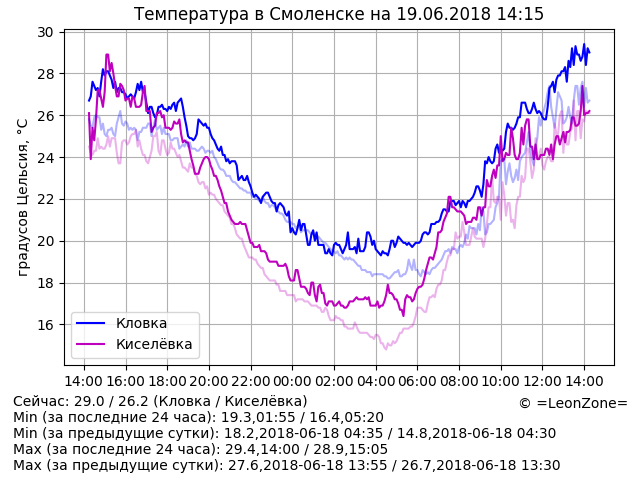 Температура в Смоленске на 19.06.2018 14:15
градусов Цельсия, °C
30
28
26
24
22
20
18
16
Кловка
Киселёвка
14:00 16:00 18:00 20:00 22:00 00:00 02:00 04:00 06:00 08:00 10:00 12:00 14:00
Сейчас: 29.0 / 26.2 (Кловка / Киселёвка)
© =LeonZone=
Min (за последние 24 часа): 19.3,01:55 / 16.4,05:20
Min (за предыдущие сутки): 18.2,2018-06-18 04:35 / 14.8,2018-06-18 04:30
Max (за последние 24 часа): 29.4,14:00 / 28.9,15:05
Max (за предыдущие сутки): 27.6,2018-06-18 13:55 / 26.7,2018-06-18 13:30